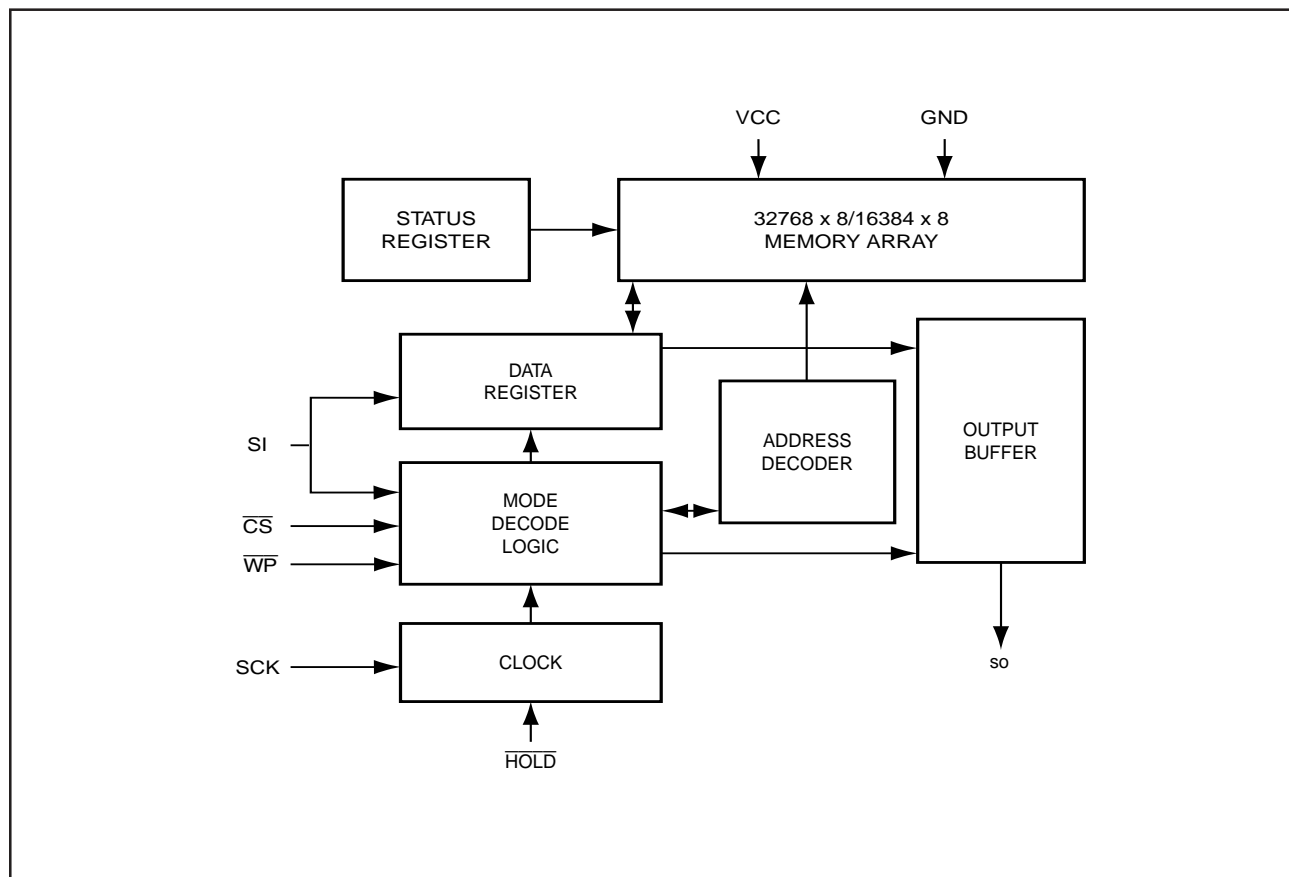 VCC
GND
STATUS
REGISTER
32768 x 8/16384 x 8
MEMORY ARRAY
DATA
REGISTER
SI
ADDRESS
DECODER
OUTPUT
BUFFER
MODE
DECODE
LOGIC
CS
WP
SCK
CLOCK
so
HOLD